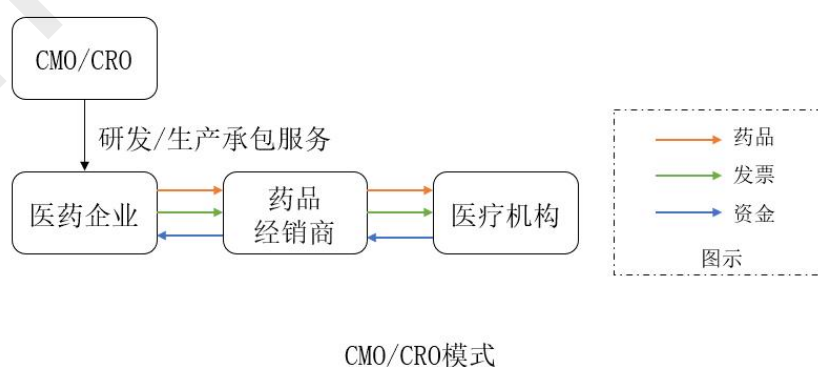 CMO/CRO
研发/生产承包服务
医药企业
药品
经销商
医疗机构
药品
发票
资金
图示
CMO/CRO模式